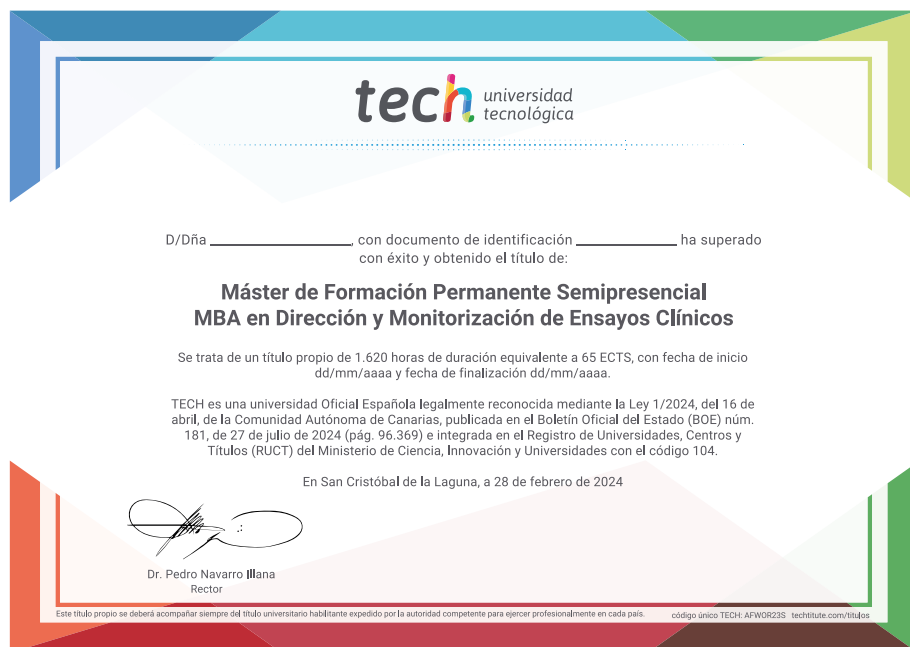 tech universidad
tecnológica
D/Dña ______________, con documento de identificación __________ ha superado
con éxito y obtenido el título de:
Máster de Formación Permanente Semipresencial
MBA en Dirección y Monitorización de Ensayos Clínicos
Se trata de un título propio de 1.620 horas de duración equivalente a 65 ECTS, con fecha de inicio
dd/mm/aaaa y fecha de finalización dd/mm/aaaa.
TECH es una universidad Oficial Española legalmente reconocida mediante la Ley 1/2024, del 16 de
abril, de la Comunidad Autónoma de Canarias, publicada en el Boletín Oficial del Estado (BOE) núm.
181, de 27 de julio de 2024 (pág. 96.369) e integrada en el Registro de Universidades, Centros y
Títulos (RUCT) del Ministerio de Ciencia, Innovación y Universidades con el código 104.
En San Cristóbal de la Laguna, a 28 de febrero de 2024
Dr. Pedro Navarro Illana
Rector
Este título propio se deberá acompañar siempre del título universitario habilitante expedido por la autoridad competente para ejercer profesionalmente en cada país. código único TECH: AFWOR23S techtitute.com/titulos